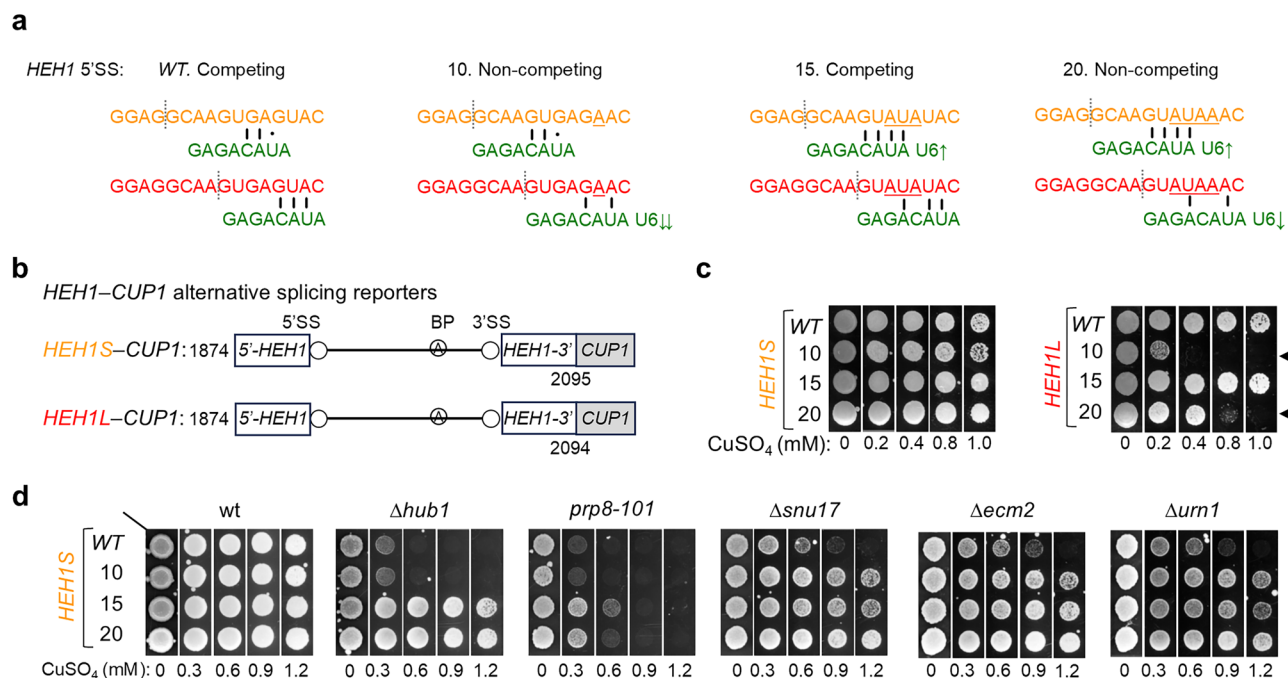 a
HEH1 5'SS: WT. Competing 10. Non-competing 15. Competing 20. Non-competing
GGAGGCAAGUGAGUAC GGAGGCAAGUGAGAAC GGAGGCAAGUAUAUAC GGAGGCAAGUAUAAAC
GAGACAUA GAGACAUA GAGACAUA U6↑ GAGACAUA U6↑
GGAGGCAAGUGAGUAC GGAGGCAAGUGAGAAC GGAGGCAAGUAUAUAC GGAGGCAAGUAUAAAC
GAGACAUA GAGACAUA U6↓↓ GAGACAUA GAGACAUA U6↓
b
HEH1–CUP1 alternative splicing reporters
5'SS BP 3'SS
HEH1S–CUP1: 1874 5'-HEH1 A HEH1-3' CUP1
2095
HEH1L–CUP1: 1874 5'-HEH1 A HEH1-3' CUP1
2094
c
HEH1S
WT
10
15
20
CuSO4 (mM): 0 0.2 0.4 0.8 1.0
HEH1L
WT
10
15
20
0 0.2 0.4 0.8 1.0
d
wt Δhub1 prp8-101 Δsnu17 Δecm2 Δurn1
HEH1S
WT
10
15
20
CuSO4 (mM): 0 0.3 0.6 0.9 1.2 0 0.3 0.6 0.9 1.2 0 0.3 0.6 0.9 1.2 0 0.3 0.6 0.9 1.2 0 0.3 0.6 0.9 1.2 0 0.3 0.6 0.9 1.2